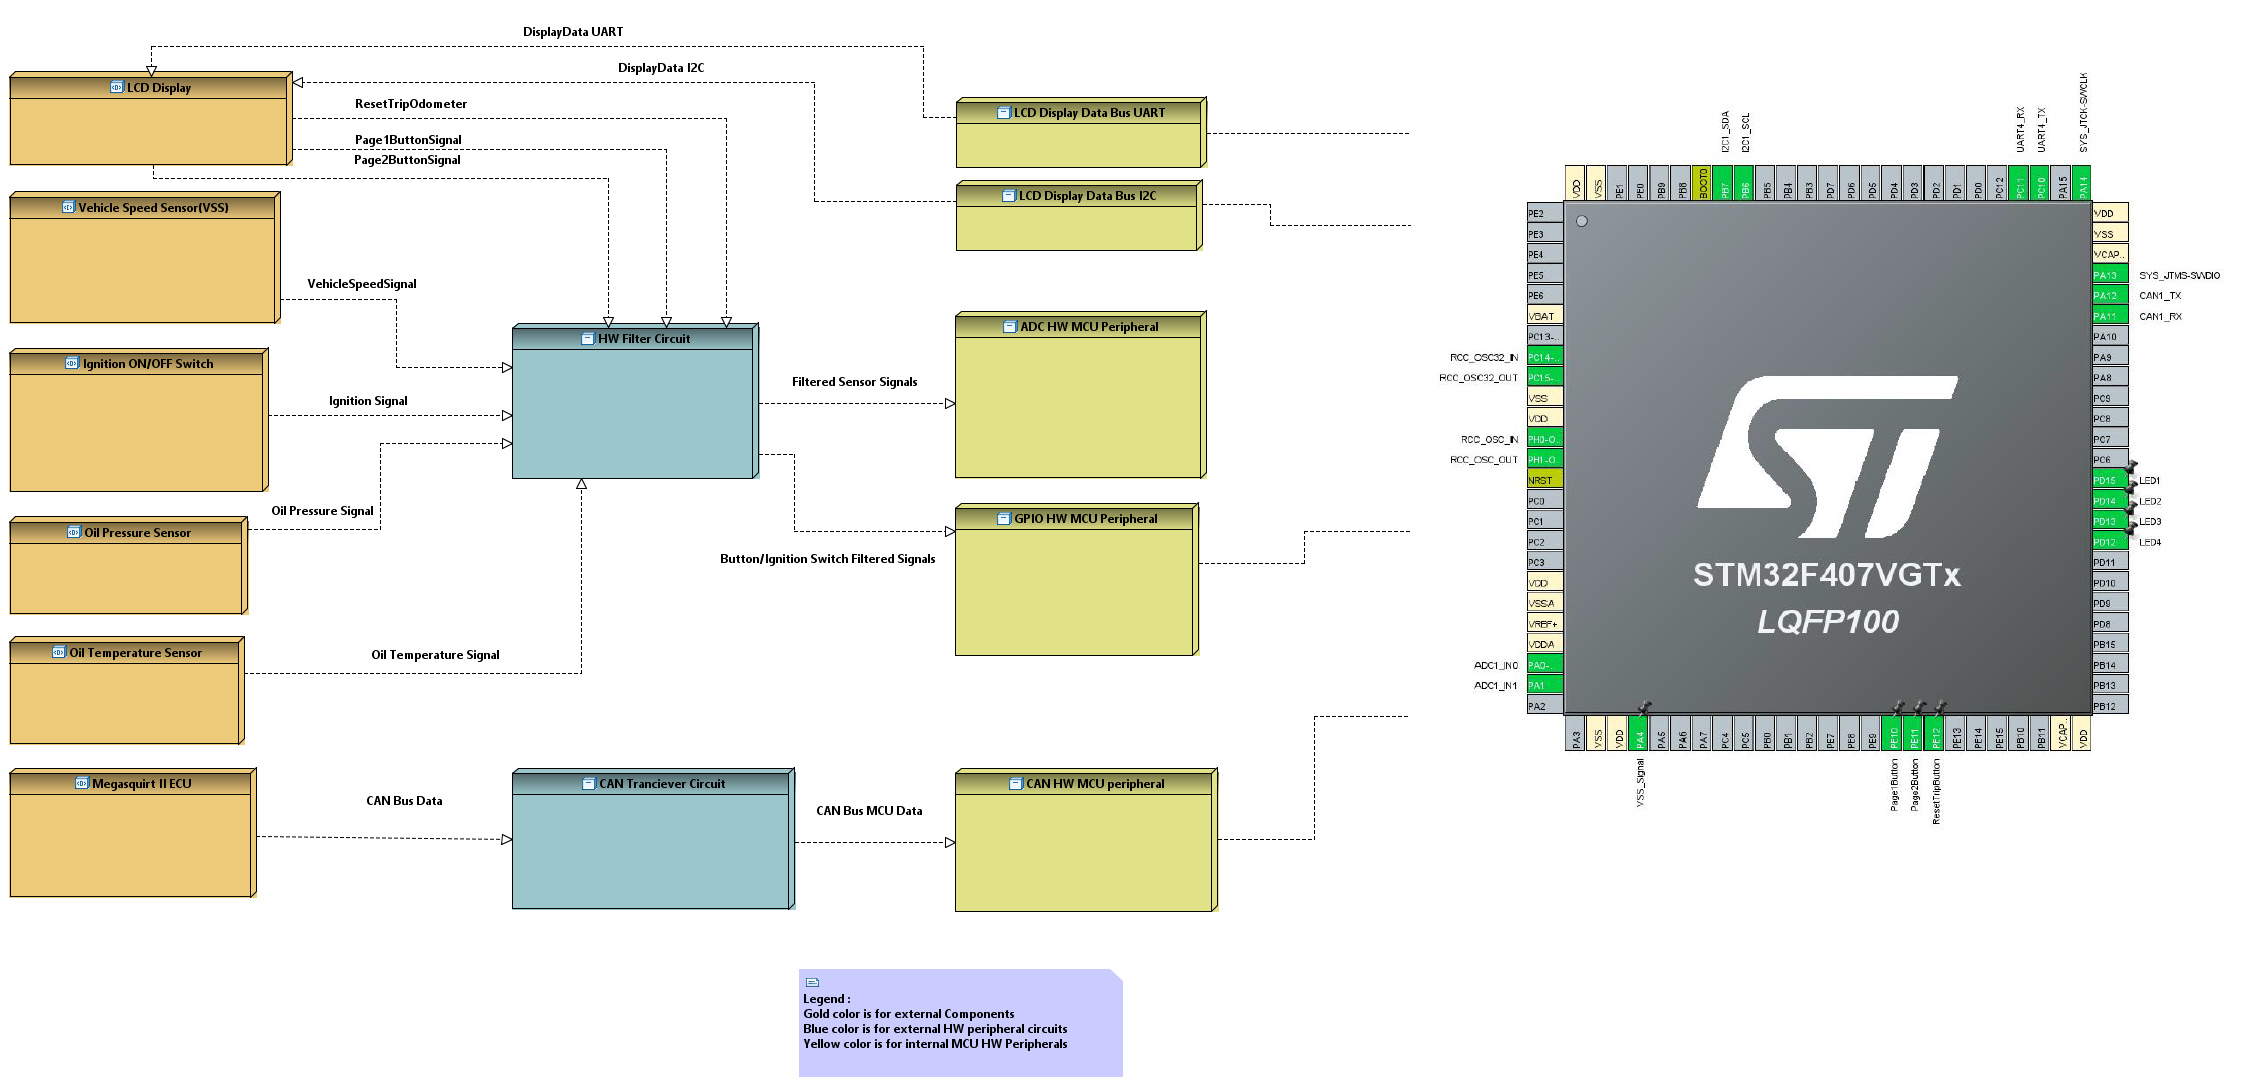 DisplayData UART
DisplayData I2C
LCD Display
ResetTripOdometer
Page1ButtonSignal
Page2ButtonSignal
LCD Display Data Bus UART
LCD Display Data Bus I2C
Vehicle Speed Sensor(VSS)
VehicleSpeedSignal
Ignition ON/OFF Switch
Ignition Signal
HW Filter Circuit
ADC HW MCU Peripheral
Filtered Sensor Signals
Oil Pressure Signal
Oil Pressure Sensor
GPIO HW MCU Peripheral
Button/Ignition Switch Filtered Signals
Oil Temperature Sensor
Oil Temperature Signal
Megasquirt II ECU
CAN Bus Data
CAN Tranciever Circuit
CAN Bus MCU Data
CAN HW MCU peripheral
Legend :
Gold color is for external Components
Blue color is for external HW peripheral circuits
Yellow color is for internal MCU HW Peripherals
I2C1_SDA
I2C1_SCL
UART4_RX
UART4_TX
SYS_JTCK-SWCLK
VDD
VSS
PE1
PE0
PB9
PB8
BOOT0
PB7
PB6
PB5
PB4
PB3
PD7
PD6
PD5
PD4
PD3
PD2
PD1
PD0
PC12
PC11
PC10
PA15
PA14
PE2
PE3
PE4
PE5
PE6
VBAT
PC13-..
RCC_OSC32_IN PC14-..
RCC_OSC32_OUT PC15-..
VSS
VDD
RCC_OSC_IN PH0-O..
RCC_OSC_OUT PH1-O..
NRST
PC0
PC1
PC2
PC3
VDD
VSSA
VREF+
VDDA
ADC1_IN0 PA0-..
ADC1_IN1 PA1
PA2
STM32F407VGTx
LQFP100
VDD
VSS
VCAP..
PA13 SYS_JTMS-SWDIO
PA12 CAN1_TX
PA11 CAN1_RX
PA10
PA9
PA8
PC9
PC8
PC7
PC6
PD15 LED1
PD14 LED2
PD13 LED3
PD12 LED4
PD11
PD10
PD9
PD8
PB15
PB14
PB13
PB12
PA3
VSS
VDD
PA4
PA5
PA6
PA7
PC4
PC5
PB0
PB1
PB2
PE7
PE8
PE9
PE10
PE11
PE12
PE13
PE14
PE15
PB10
PB11
VCAP..
VDD
VSS_Signal
Page1Button
Page2Button
ResetTripButton